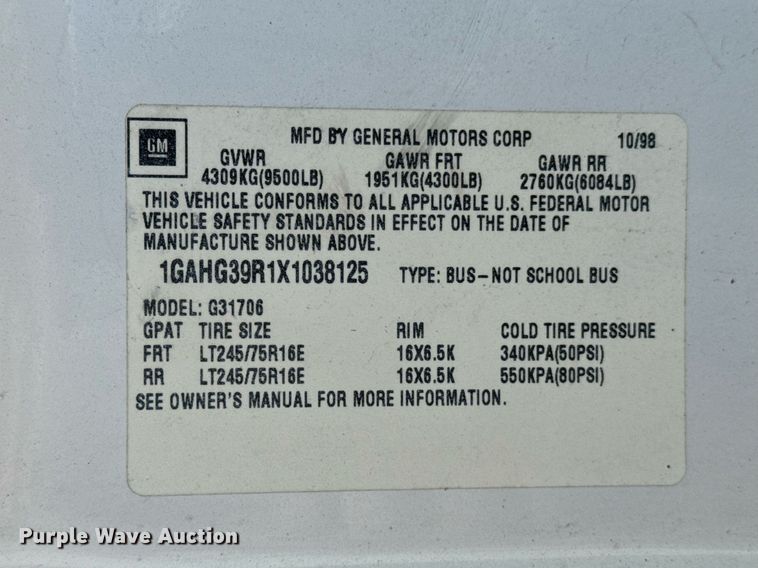 GM
MFD BY GENERAL MOTORS CORP 10/98
GVWR GAWR FRT GAWR RR
4309KG(9500LB) 1951KG(4300LB) 2760KG(6084LB)
THIS VEHICLE CONFORMS TO ALL APPLICABLE U.S. FEDERAL MOTOR
VEHICLE SAFETY STANDARDS IN EFFECT ON THE DATE OF
MANUFACTURE SHOWN ABOVE.
1GAHG39R1X1038125 TYPE: BUS-NOT SCHOOL BUS
MODEL: G31706
GPAT TIRE SIZE RIM COLD TIRE PRESSURE
FRT LT245/75R16E 16X6.5K 340KPA(50PSI)
RR LT245/75R16E 16X6.5K 550KPA(80PSI)
SEE OWNER'S MANUAL FOR MORE INFORMATION.
Purple Wave Auction